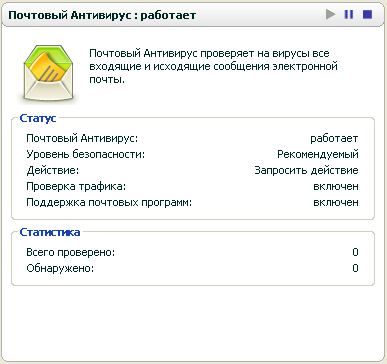 Почтовый Антивирус : работает
Почтовый Антивирус проверяет на вирусы все
входящие и исходящие сообщения электронной
почты.
Статус
Почтовый Антивирус: работает
Уровень безопасности: Рекомендуемый
Действие: Запросить действие
Проверка трафика: включен
Поддержка почтовых программ: включен
Статистика
Всего проверено: 0
Обнаружено: 0